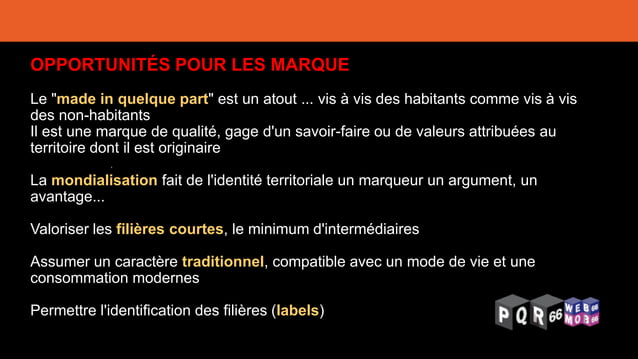 OPPORTUNITÉS POUR LES MARQUE
Le "made in quelque part" est un atout ... vis à vis des habitants comme vis à vis
des non-habitants
Il est une marque de qualité, gage d'un savoir-faire ou de valeurs attribuées au
territoire dont il est originaire
La mondialisation fait de l'identité territoriale un marqueur un argument, un
avantage...
Valoriser les filières courtes, le minimum d'intermédiaires
Assumer un caractère traditionnel, compatible avec un mode de vie et une
consommation modernes
Permettre l'identification des filières (labels)
PQR66 WEB66
MOB66